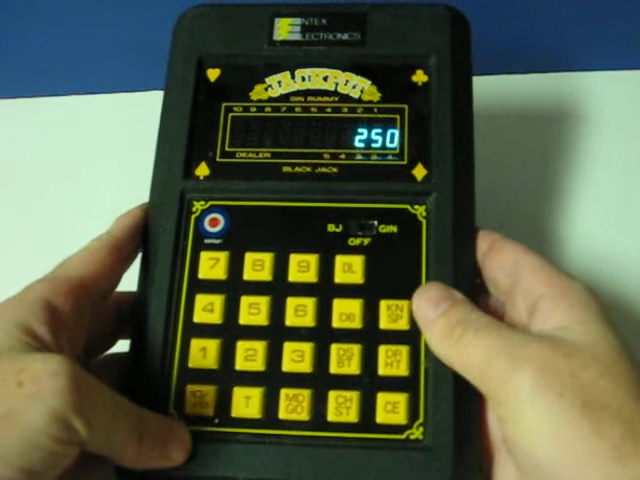 INTEX
ELECTRONICS
JACKPOT
GIN RUMMY
10 9 8 7 6 5 4 3 2 1
250
DEALER 5 4 3 2 1
BLACK JACK
BJ GIN
OFF
7 8 9 DL
4 5 6 DB KN SP
1 2 3 DS BT DR HT
T MD GO CH ST CE